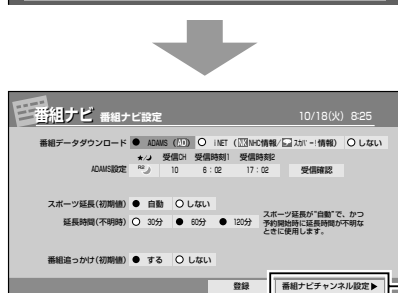 番組ナビ 番組ナビ設定 10/18(火) 8:25
番組データダウンロード ● ADAMS (AD) ○ iNET (NHC情報/スカパー!情報) ○ しない
★/☽ 受信CH 受信時刻1 受信時刻2
ADAMS設定 10 6:02 17:02 受信確認
スポーツ延長(初期値) ● 自動 ○ しない
延長時間(不明時) ○ 30分 ● 60分 ● 120分
スポーツ延長が"自動"で、かつ
予約開始時に延長時間が不明な
ときに使用します。
番組追っかけ(初期値) ● する ○ しない
登録 番組ナビチャンネル設定▶